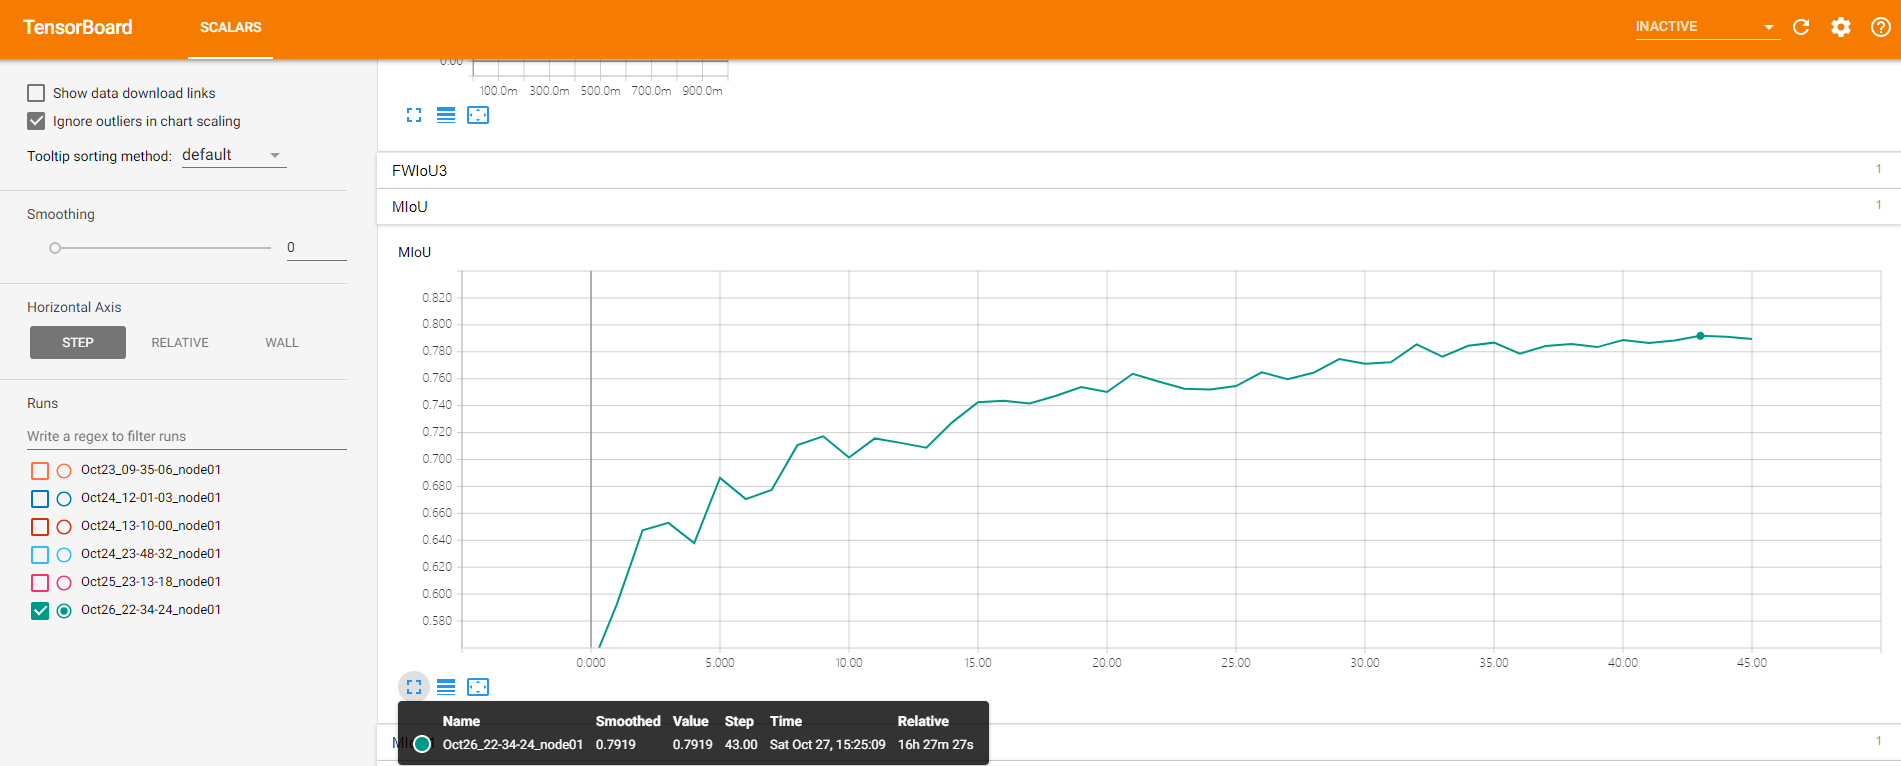 TensorBoard SCALARS INACTIVE
Show data download links
Ignore outliers in chart scaling
Tooltip sorting method: default
Smoothing
0
Horizontal Axis
STEP RELATIVE WALL
Runs
Write a regex to filter runs
Oct23_09-35-06_node01
Oct24_12-01-03_node01
Oct24_13-10-00_node01
Oct24_23-48-32_node01
Oct25_23-13-18_node01
Oct26_22-34-24_node01
0.00
100.0m 300.0m 500.0m 700.0m 900.0m
FWIoU3 1
MIoU 1
MIoU
0.820
0.800
0.780
0.760
0.740
0.720
0.700
0.680
0.660
0.640
0.620
0.600
0.580
0.000 5.000 10.00 15.00 20.00 25.00 30.00 35.00 40.00 45.00
Name Smoothed Value Step Time Relative
Oct26_22-34-24_node01 0.7919 0.7919 43.00 Sat Oct 27, 15:25:09 16h 27m 27s
1